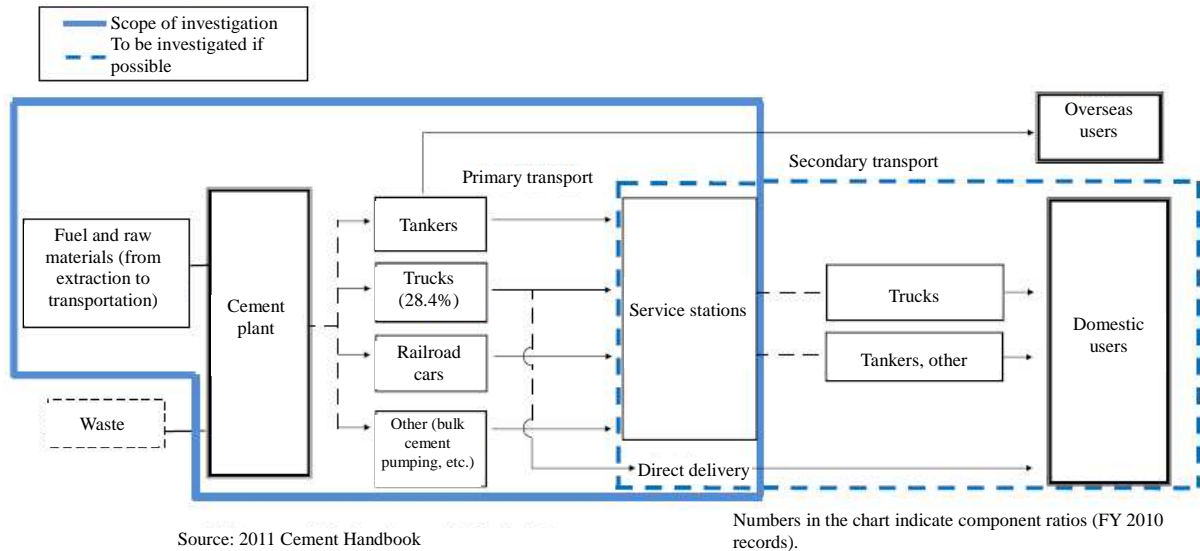 Scope of investigation
To be investigated if
possible
Overseas
users
Primary transport
Secondary transport
Fuel and raw
materials (from
extraction to
transportation)
Cement
plant
Tankers
Trucks
(28.4%)
Railroad
cars
Other (bulk
cement
pumping, etc.)
Service stations
Trucks
Tankers, other
Domestic
users
Waste
Direct delivery
Source: 2011 Cement Handbook
Numbers in the chart indicate component ratios (FY 2010
records).